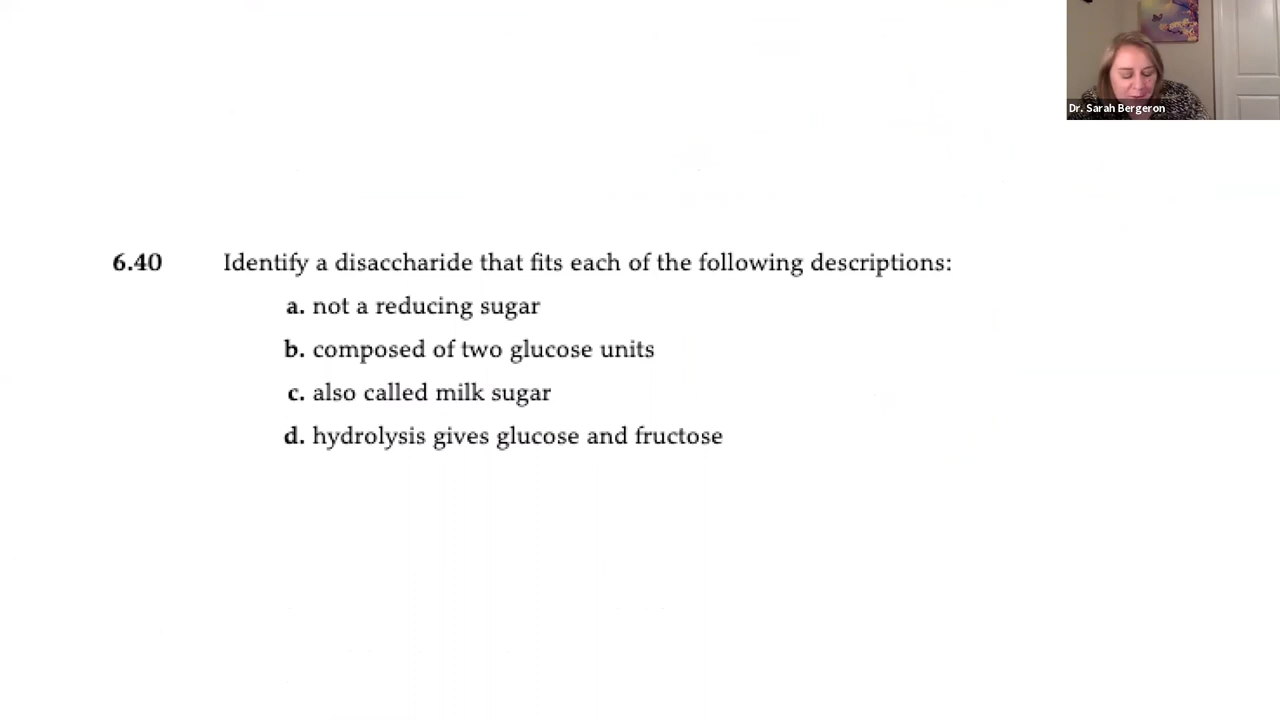 Dr. Sarah Bergeron
6.40 Identify a disaccharide that fits each of the following descriptions:
a. not a reducing sugar
b. composed of two glucose units
c. also called milk sugar
d. hydrolysis gives glucose and fructose